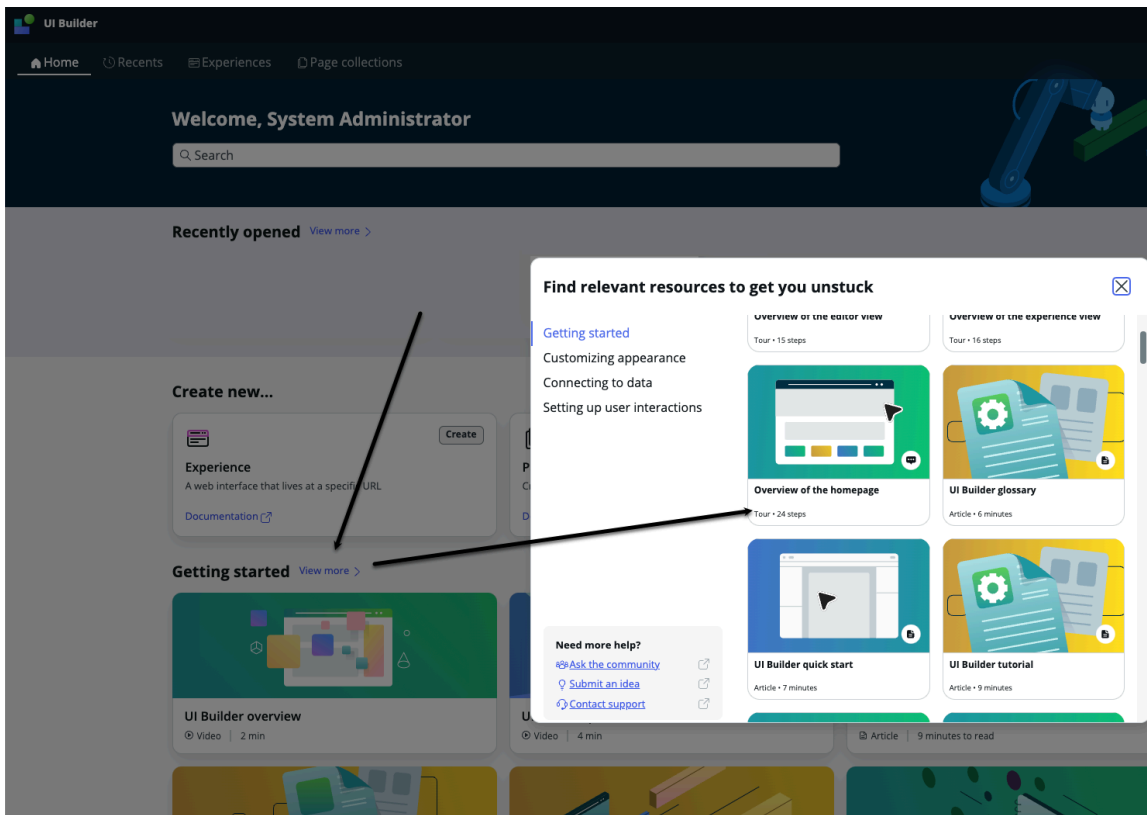 UI Builder
Home Recents Experiences Page collections
Welcome, System Administrator
Search
Recently opened View more
Create new...
Create
Experience
A web interface that lives at a specific URL
Documentation
P
C
D
Getting started View more
UI Builder overview
Video 2 min
U
Video 4 min
Article 9 minutes to read
Find relevant resources to get you unstuck
Getting started
Customizing appearance
Connecting to data
Setting up user interactions
Need more help?
Ask the community
Submit an idea
Contact support
Overview of the editor view
Tour • 15 steps
Overview of the experience view
Tour • 16 steps
Overview of the homepage
Tour • 24 steps
UI Builder glossary
Article • 6 minutes
UI Builder quick start
Article • 7 minutes
UI Builder tutorial
Article • 9 minutes